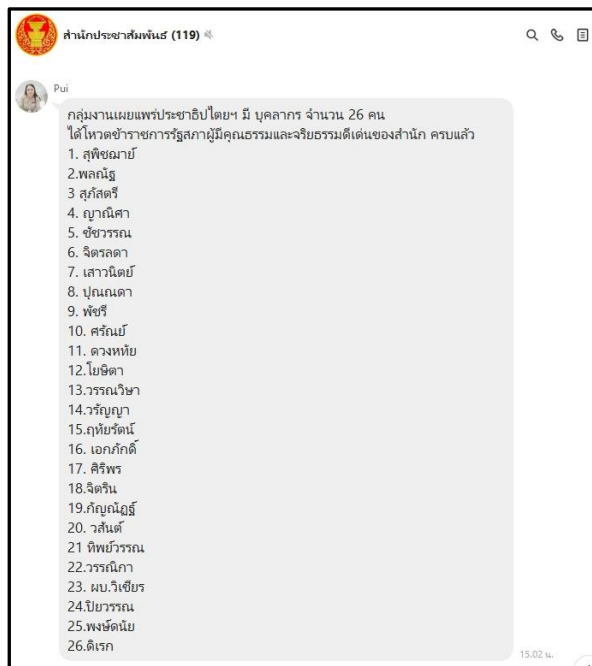 สำนักประชาสัมพันธ์ (119)
Pui
กลุ่มงานเผยแพร่ประชาธิปไตยฯ มี บุคลากร จำนวน 26 คน
ได้โหวตข้าราชการรัฐสภาผู้มีคุณธรรมและจริยธรรมดีเด่นของสำนัก ครบแล้ว
1. สุพิชฌาย์
2.พลณัฐ
3 สุภัสตรี
4. ญาณิศา
5. ชัชวรรณ
6. จิตรลดา
7. เสาวนิตย์
8. ปุณณดา
9. พัชรี
10. ศรัณย์
11. ดวงหทัย
12.โยษิตา
13.วรรณวิษา
14.วรัญญา
15.ฤทัยรัตน์
16. เอกภักดิ์
17. ศิริพร
18.จิตริน
19.กัญณัฏฐ์
20. วสันต์
21 ทิพย์วรรณ
22.วรรณิกา
23. ผบ.วิเชียร
24.ปิยวรรณ
25.พงษ์ดนัย
26.ดิเรก
15.02 น.